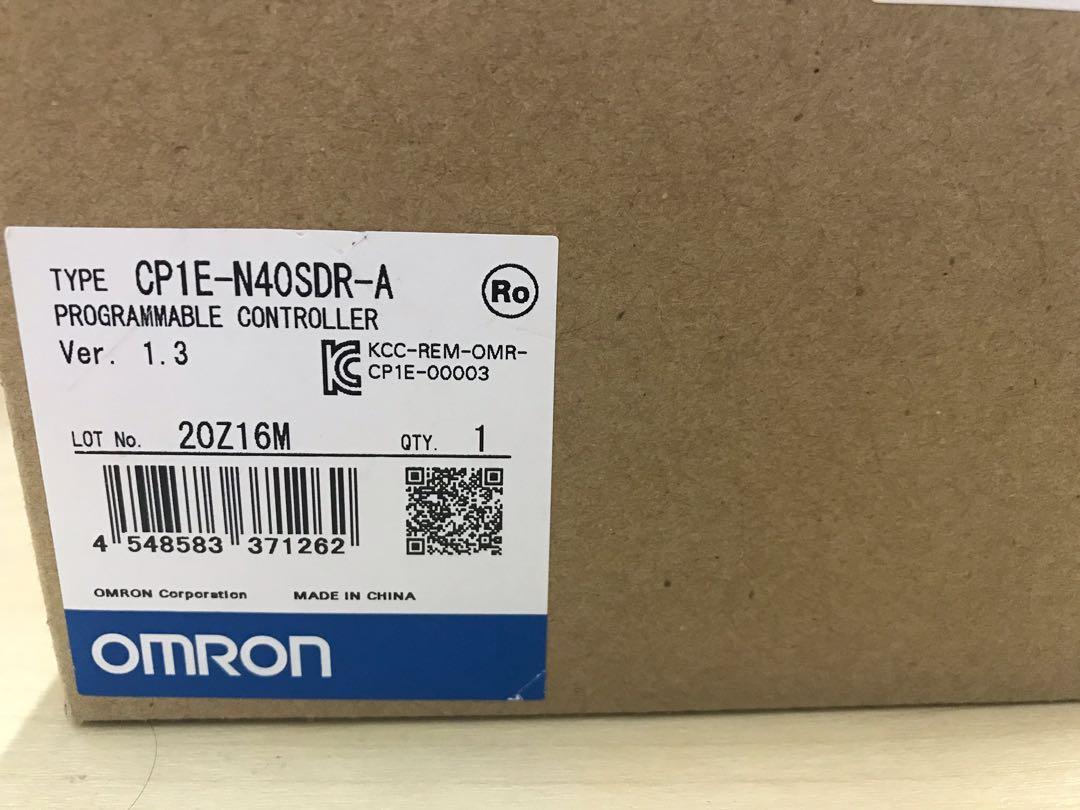 TYPE CP1E-N40SDR-A
Ro
PROGRAMMABLE CONTROLLER
Ver. 1.3
KCC-REM-OMR-
CP1E-00003
LOT No. 20Z16M QTY. 1
4 548583 371262
OMRON Corporation MADE IN CHINA
OMRON